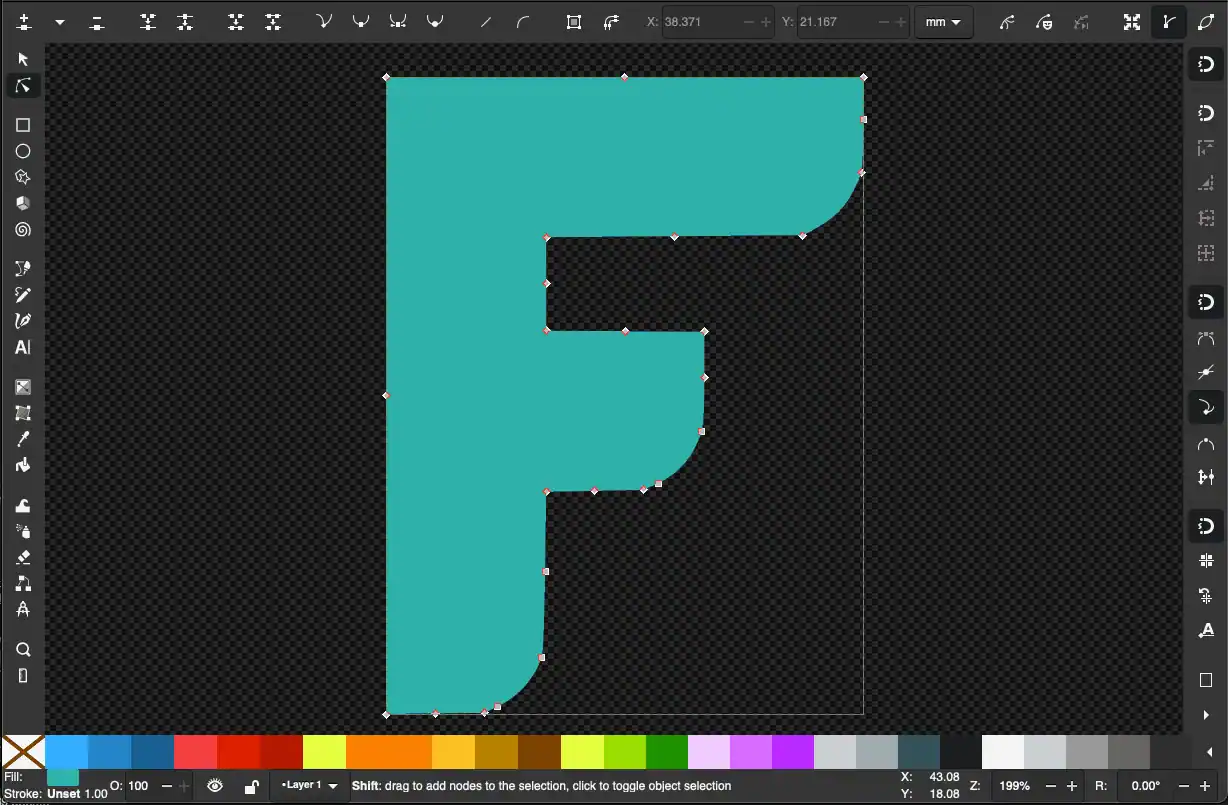 X: 38.371 Y: 21.167 mm
F
A
A
Fill:
Stroke: Unset 1.00
O: 100
•Layer 1
Shift: drag to add nodes to the selection, click to toggle object selection
X: 43.08
Y: 18.08
Z: 199%
R: 0.00°